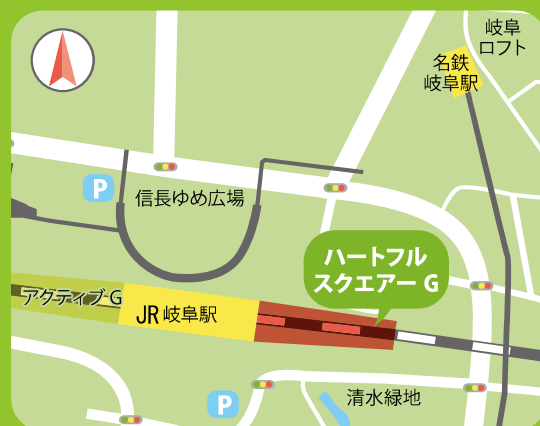 岐阜
ロフト
名鉄
岐阜駅
P
信長ゆめ広場
ハートフル
スクエアー G
アクティブG
JR 岐阜駅
清水緑地
P